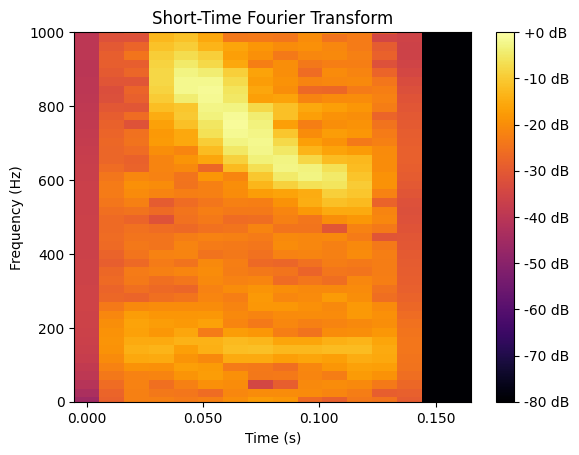 Short-Time Fourier Transform
1000
800
600
400
200
0
Frequency (Hz)
0.000
0.050
0.100
0.150
Time (s)
+0 dB
-10 dB
-20 dB
-30 dB
-40 dB
-50 dB
-60 dB
-70 dB
-80 dB